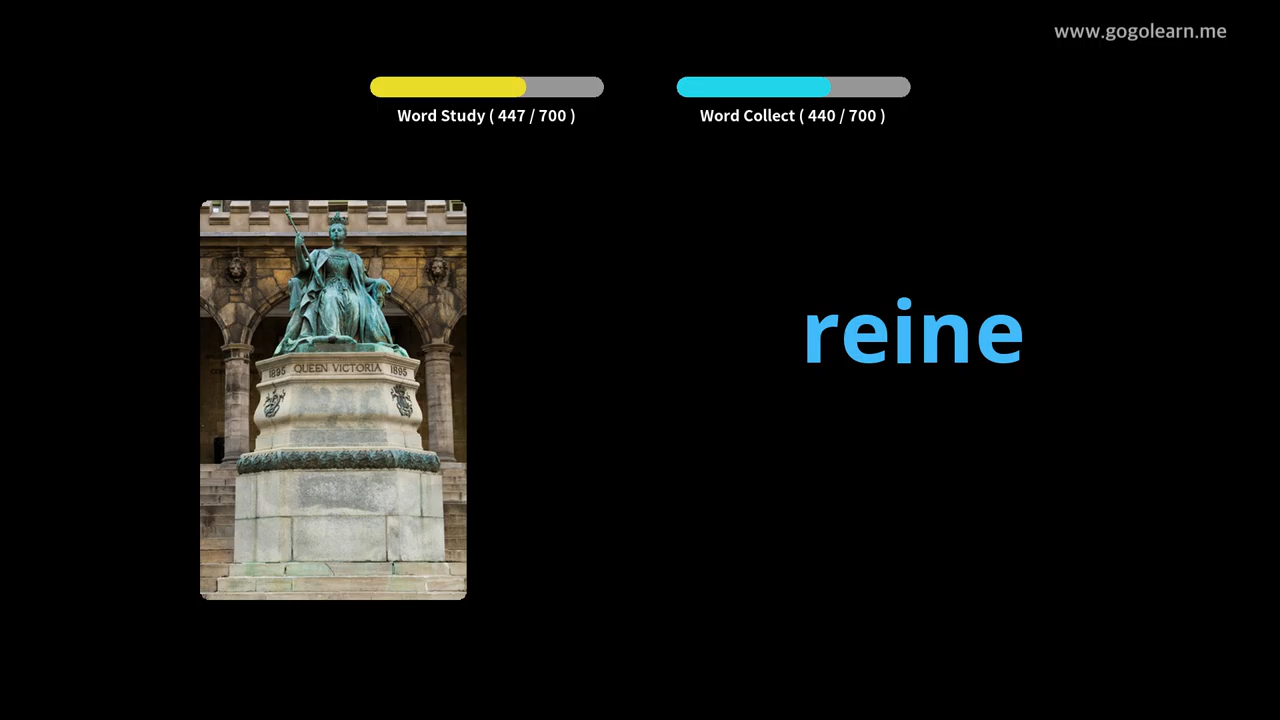 www.gogolearn.me
Word Study ( 447 / 700 )
Word Collect ( 440 / 700 )
1895 QUEEN VICTORIA 1895
reine